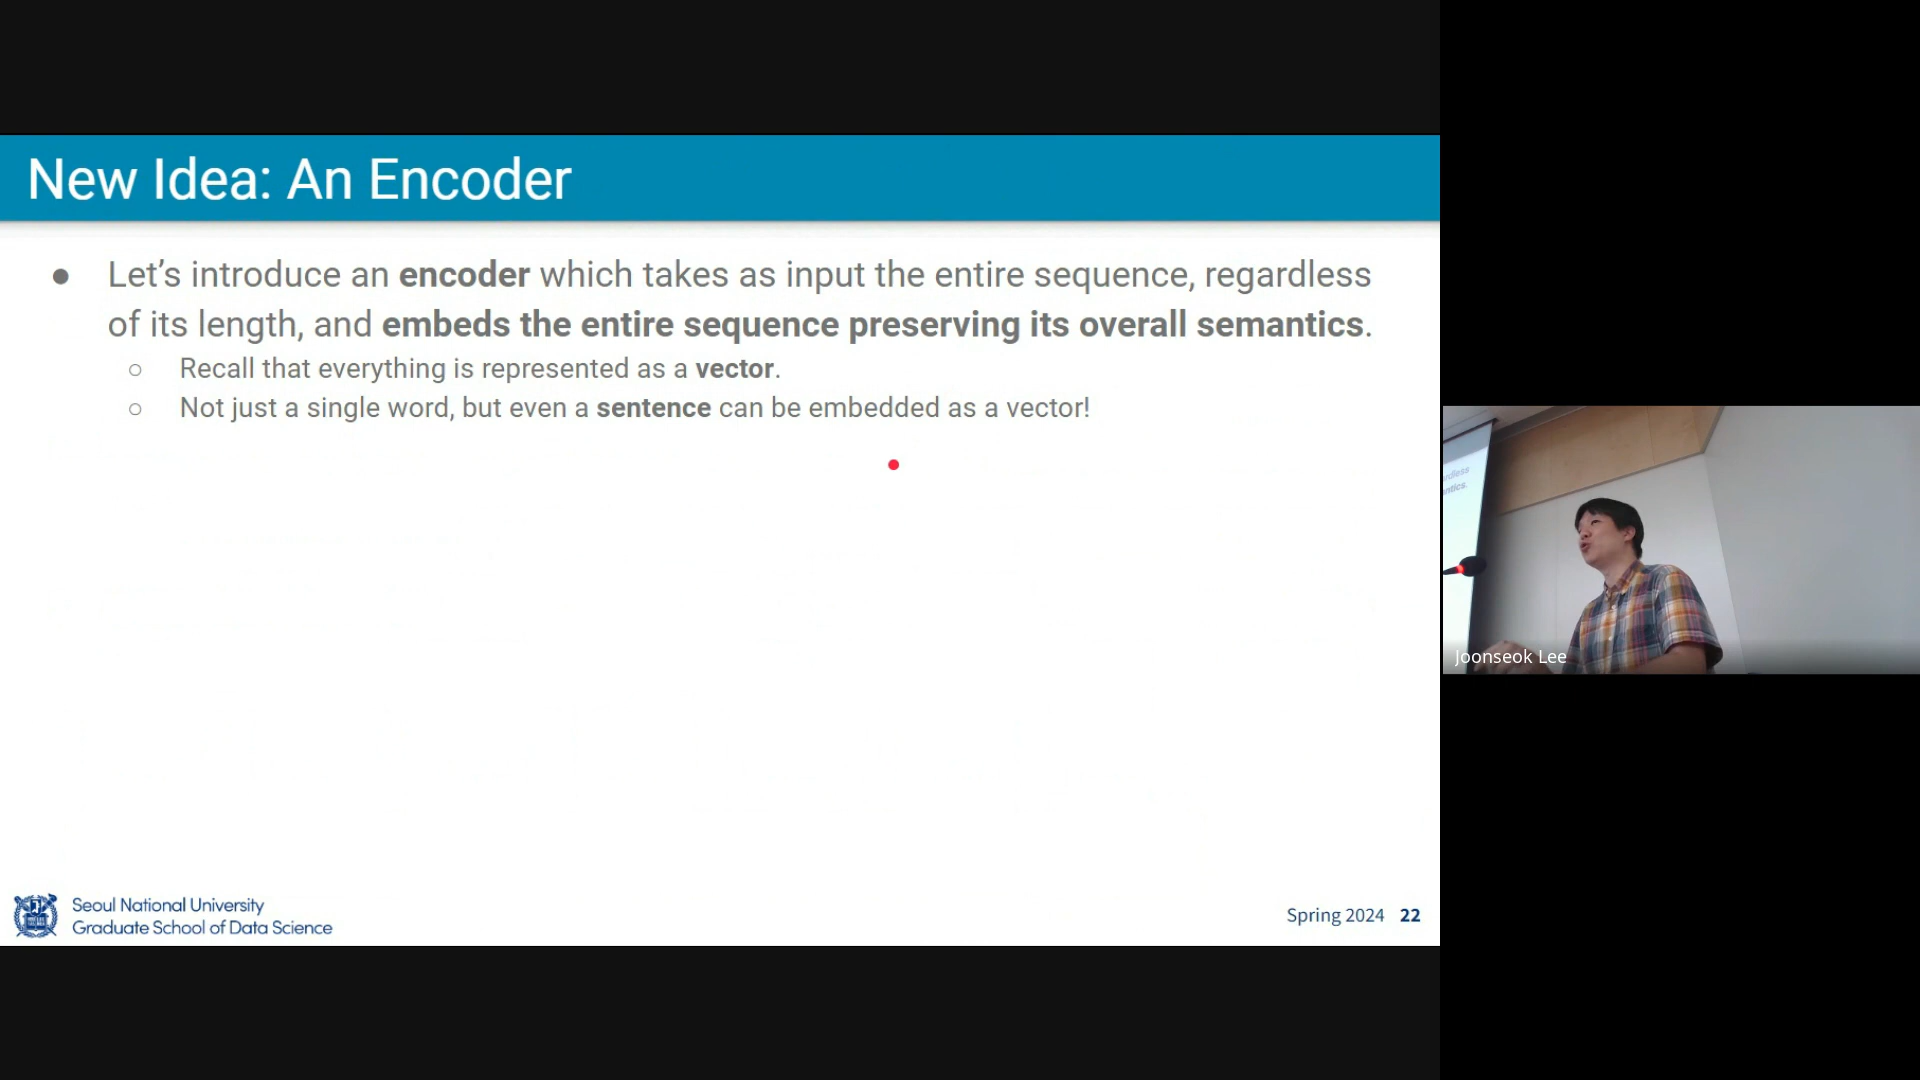 New Idea: An Encoder
● Let’s introduce an encoder which takes as input the entire sequence, regardless
of its length, and embeds the entire sequence preserving its overall semantics.
○ Recall that everything is represented as a vector.
○ Not just a single word, but even a sentence can be embedded as a vector!
Seoul National University
Graduate School of Data Science
Spring 2024 22
ntics.
Joonseok Lee